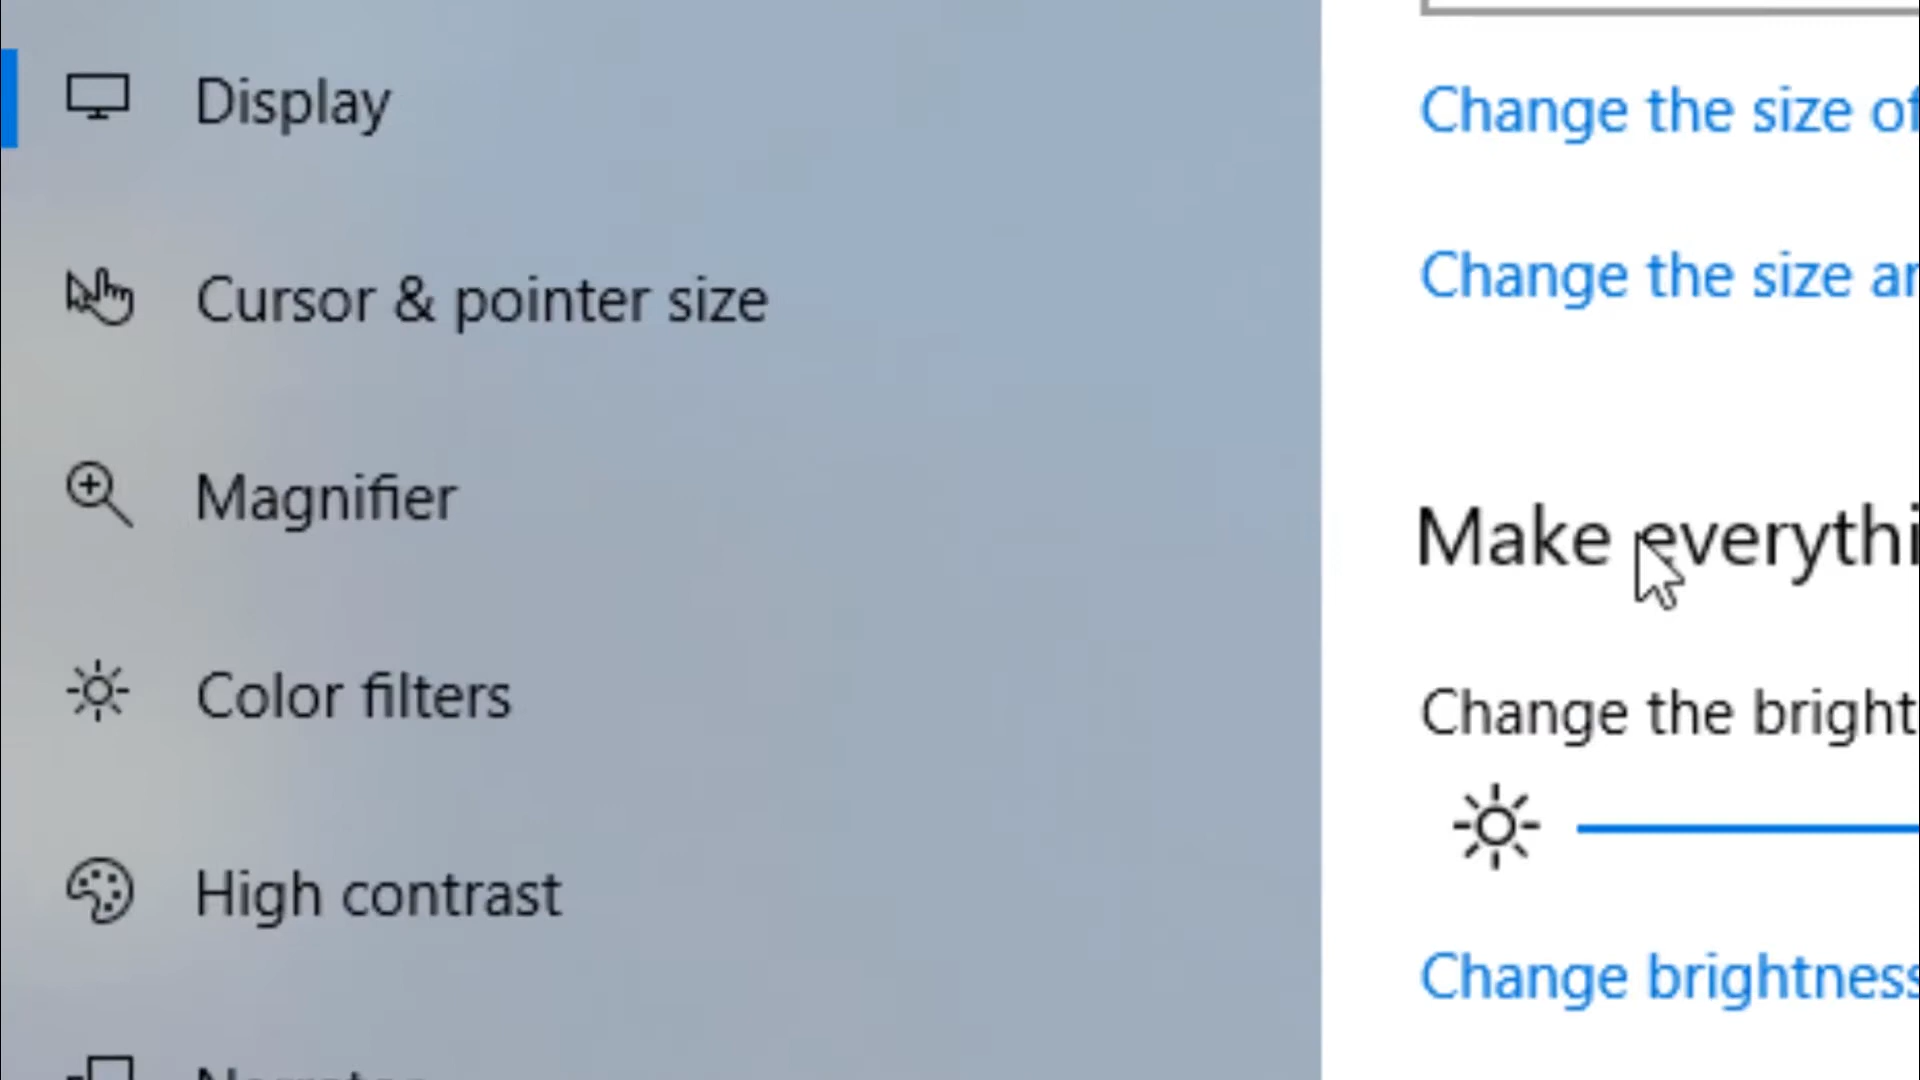 Display
Cursor & pointer size
Magnifier
Color filters
High contrast
Change the size of
Change the size
Make everythi
Change the bright
Change brightness